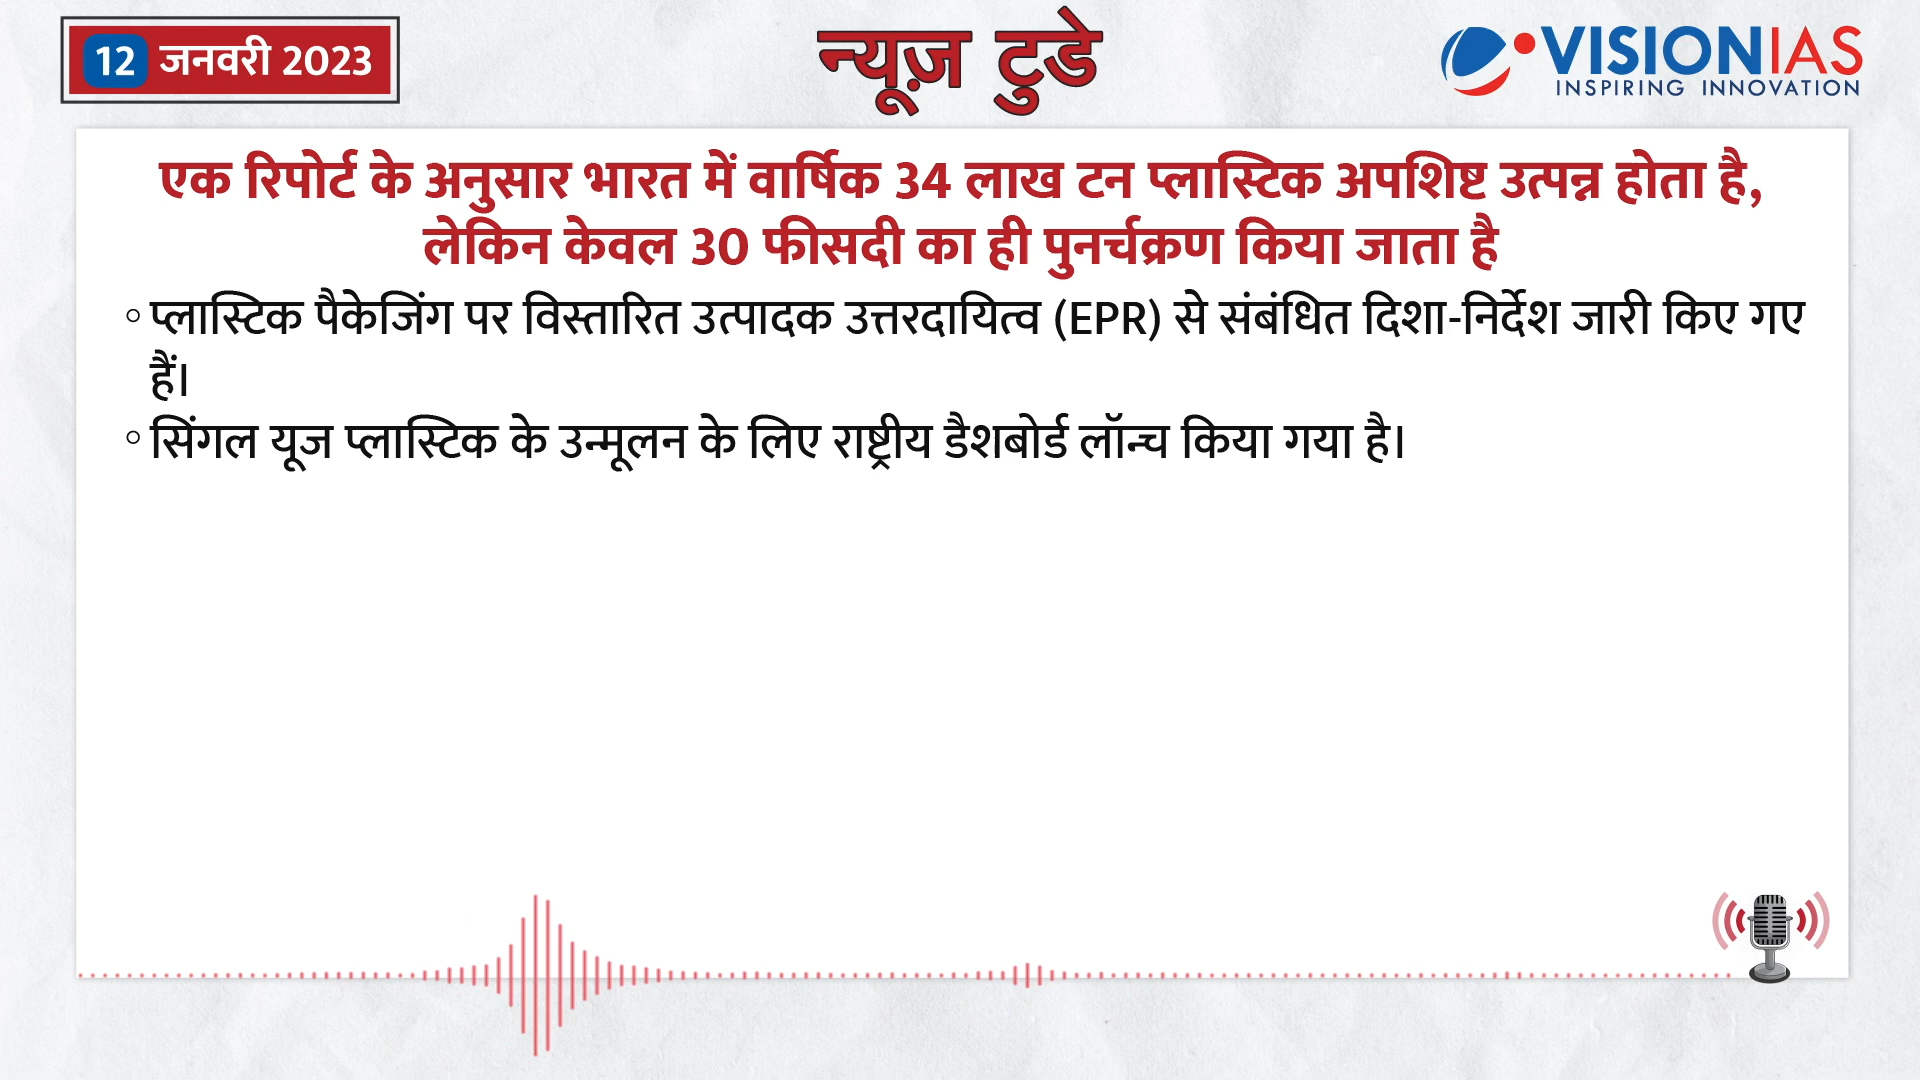 12 जनवरी 2023
न्यूज़ टुडे
VISIONIAS
INSPIRING INNOVATION
एक रिपोर्ट के अनुसार भारत में वार्षिक 34 लाख टन प्लास्टिक अपशिष्ट उत्पन्न होता है,
लेकिन केवल 30 फीसदी का ही पुनर्चक्रण किया जाता है
◦ प्लास्टिक पैकेजिंग पर विस्तारित उत्पादक उत्तरदायित्व (EPR) से संबंधित दिशा-निर्देश जारी किए गए
हैं।
◦ सिंगल यूज प्लास्टिक के उन्मूलन के लिए राष्ट्रीय डैशबोर्ड लॉन्च किया गया है।